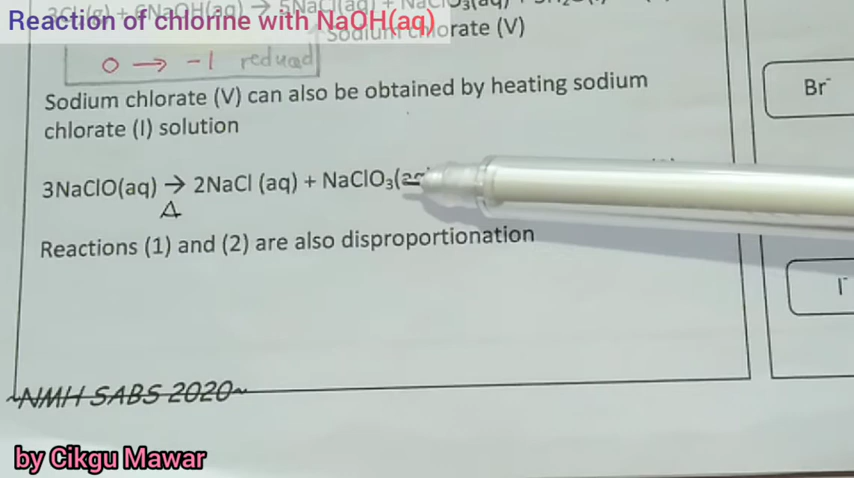 Reaction of chlorine with NaOH(aq)
Sodium chlorate (V)
0 → -1 reduced
Sodium chlorate (V) can also be obtained by heating sodium
chlorate (I) solution
3NaClO(aq) → 2NaCl (aq) + NaClO₃(aq
Δ
Reactions (1) and (2) are also disproportionation
Br⁻
I⁻
~NMH SABS 2020~
by Cikgu Mawar